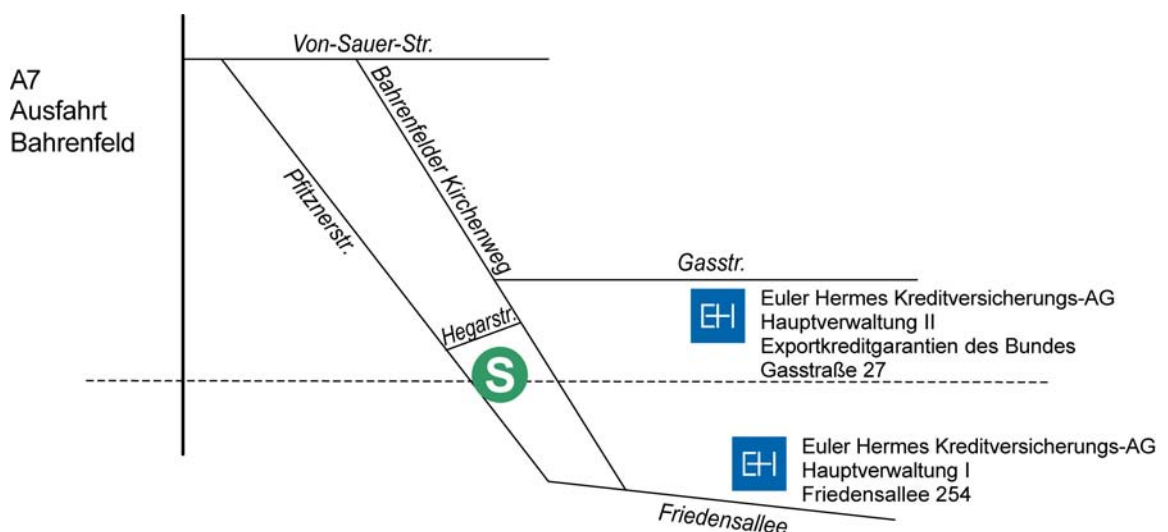 Von-Sauer-Str.
A7
Ausfahrt
Bahrenfeld
Bahrenfelder Kirchenweg
Pfitznerstr.
Gasstr.
EH
Euler Hermes Kreditversicherungs-AG
Hauptverwaltung II
Exportkreditgarantien des Bundes
Gasstraße 27
Hegarstr.
S
EH
Euler Hermes Kreditversicherungs-AG
Hauptverwaltung I
Friedensallee 254
Friedensallee